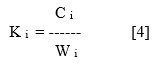 C i
K i = ------ [4]
W i